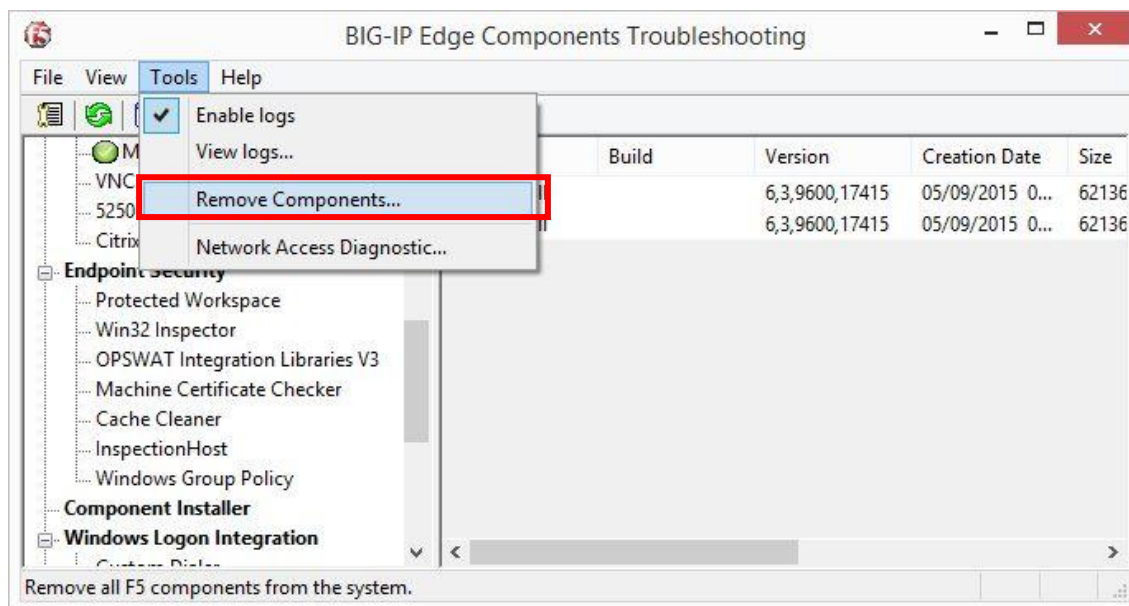 BIG-IP Edge Components Troubleshooting
File View Tools Help
Enable logs
View logs...
Remove Components...
Network Access Diagnostic...
Build Version Creation Date Size
VNC 6,3,9600,17415 05/09/2015 0... 62136
5250 6,3,9600,17415 05/09/2015 0... 62136
Citrix
Endpoint Security
Protected Workspace
Win32 Inspector
OPSWAT Integration Libraries V3
Machine Certificate Checker
Cache Cleaner
InspectionHost
Windows Group Policy
Component Installer
Windows Logon Integration
Remove all F5 components from the system.